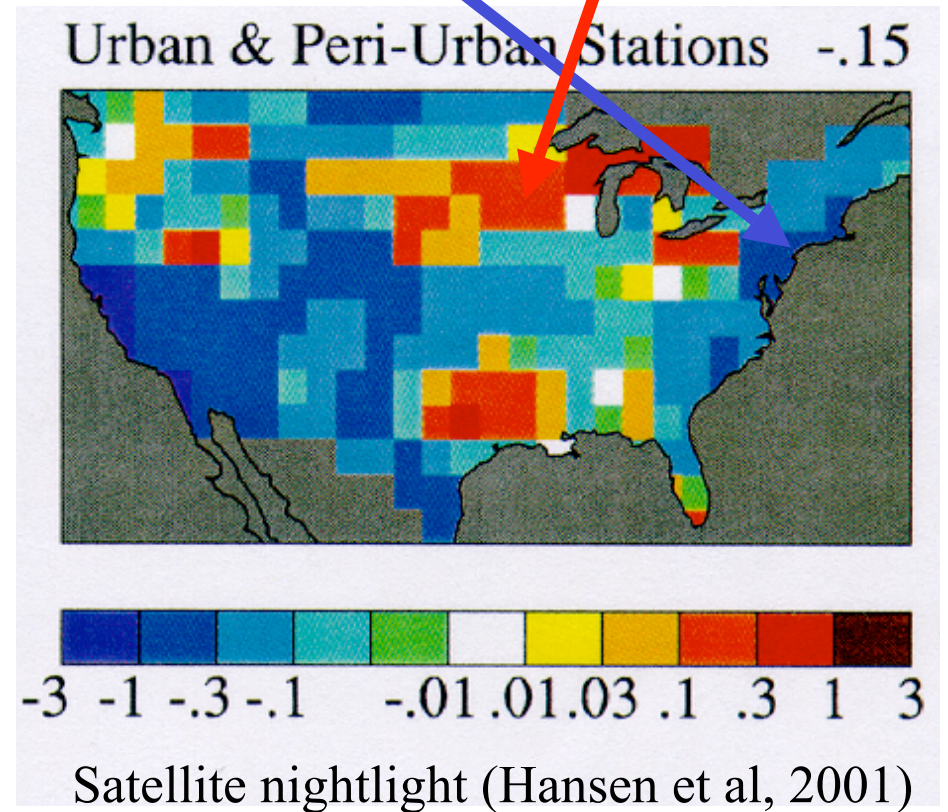 Urban & Peri-Urban Stations -.15
-3 -1 -.3 -.1 -.01 .01 .03 .1 .3 1 3
Satellite nightlight (Hansen et al, 2001)